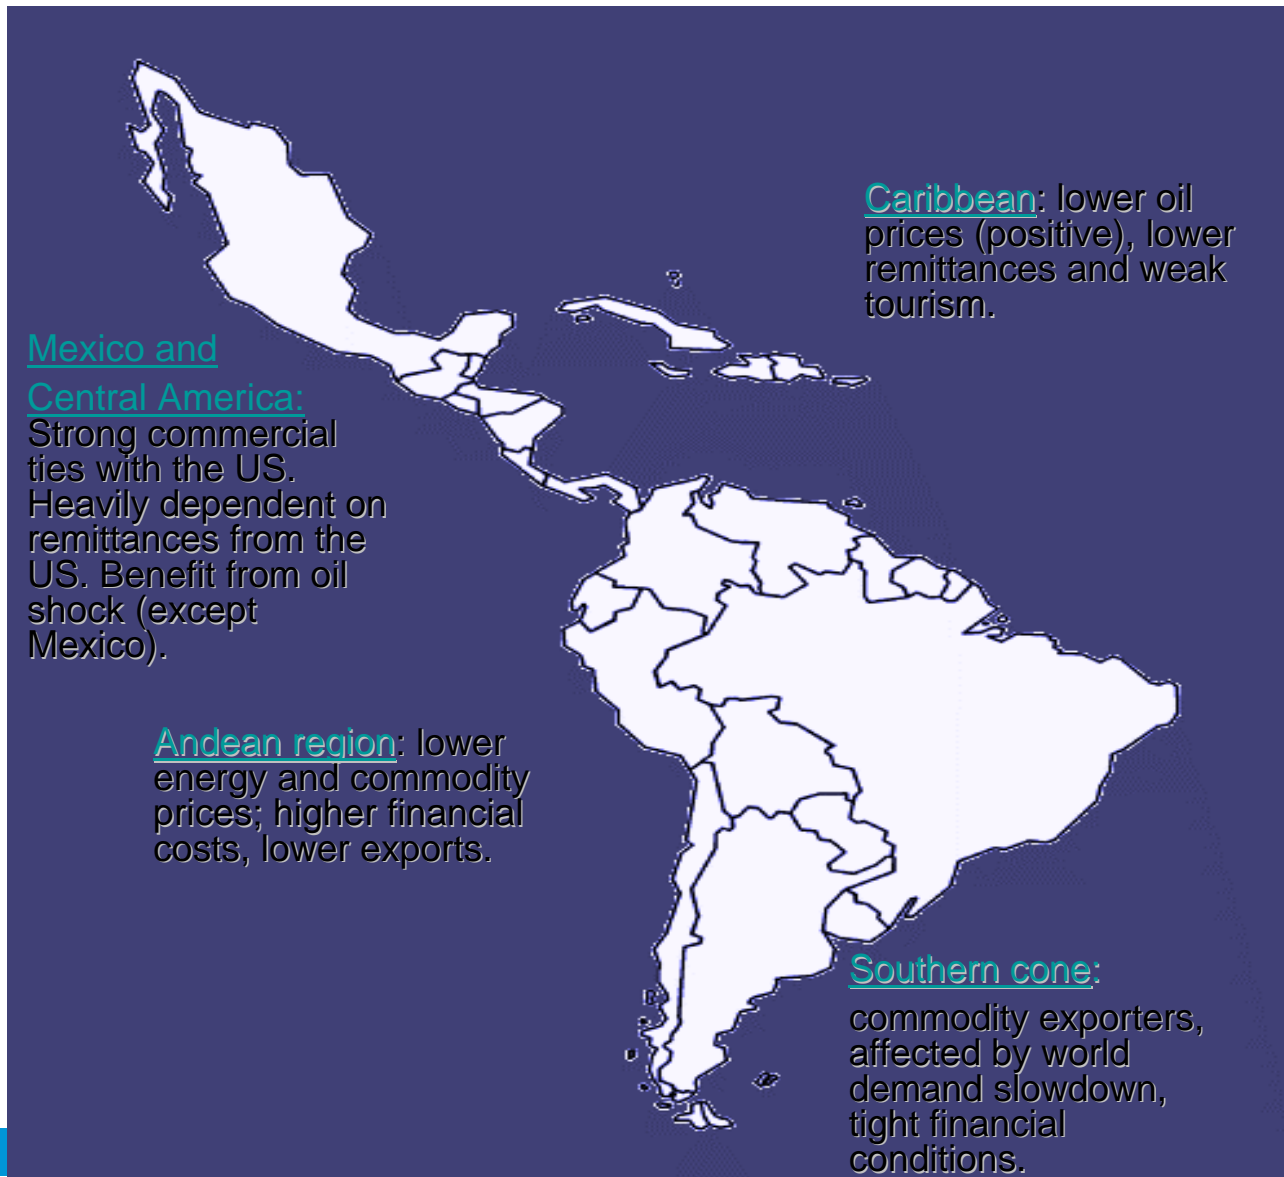 Caribbean: lower oil
prices (positive), lower
remittances and weak
tourism.
Mexico and
Central America:
Strong commercial
ties with the US.
Heavily dependent on
remittances from the
US. Benefit from oil
shock (except
Mexico).
Andean region: lower
energy and commodity
prices; higher financial
costs, lower exports.
Southern cone:
commodity exporters,
affected by world
demand slowdown,
tight financial
conditions.